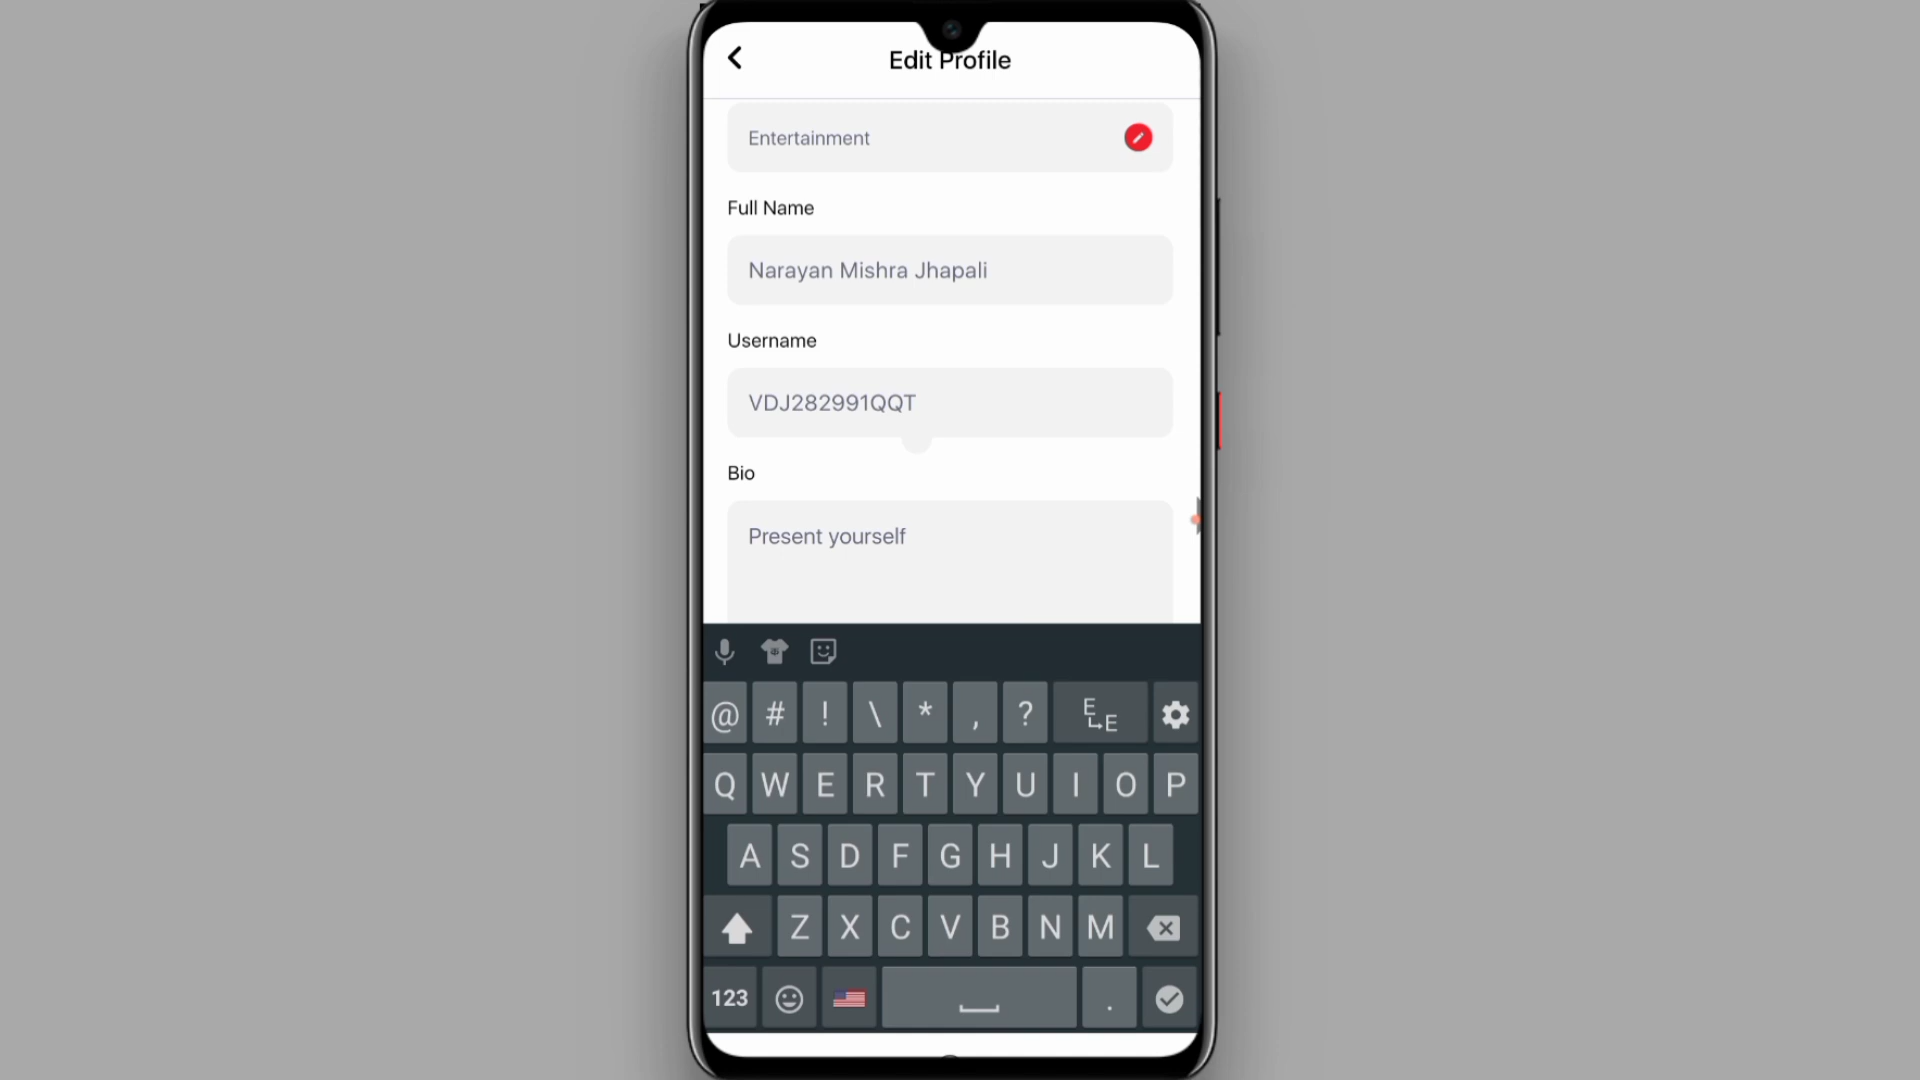 Edit Profile
Entertainment
Full Name
Narayan Mishra Jhapali
Username
VDJ282991QQT
Bio
Present yourself
@ # ! \ * , ? E E
Q W E R T Y U I O P
A S D F G H J K L
Z X C V B N M
123 .